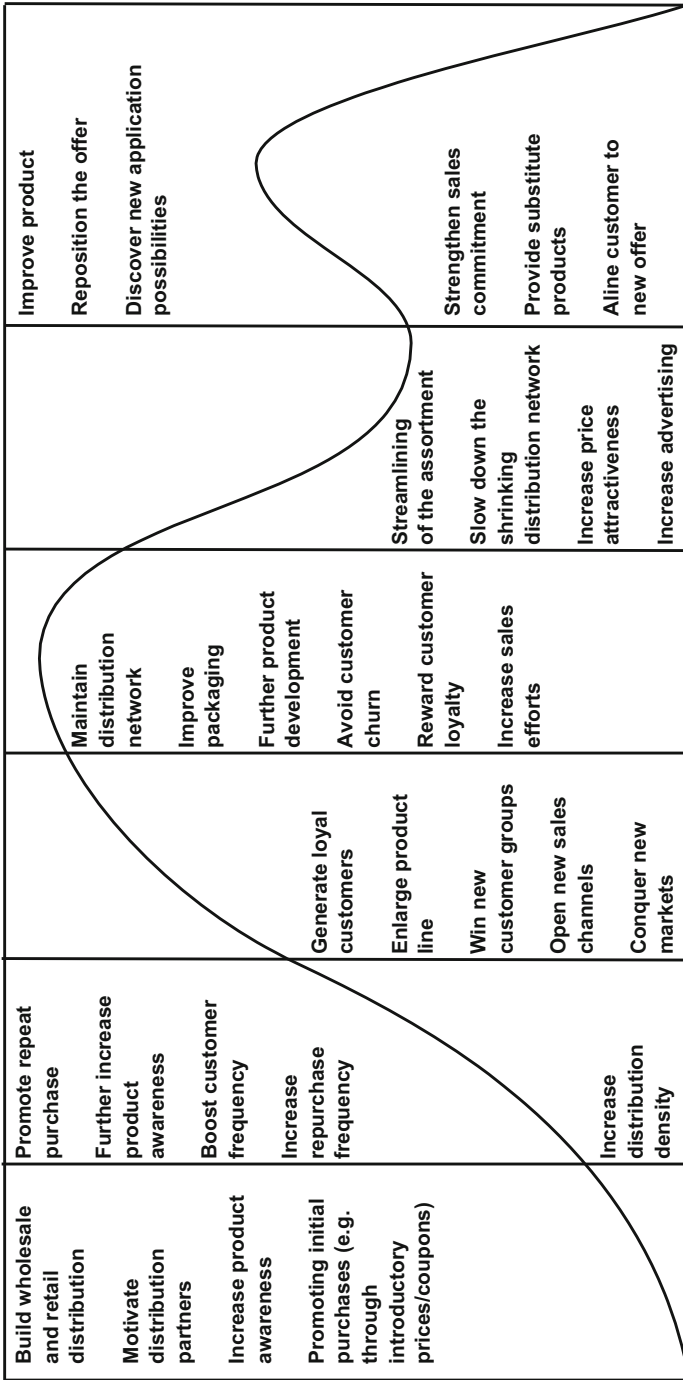 Build wholesale
and retail
distribution
Motivate
distribution
partners
Increase product
awareness
Promoting initial
purchases (e.g.
through
introductory
prices/coupons)
Promote repeat
purchase
Further increase
product
awareness
Boost customer
frequency
Increase
repurchase
frequency
Increase
distribution
density
Generate loyal
customers
Enlarge product
line
Win new
customer groups
Open new sales
channels
Conquer new
markets
Maintain
distribution
network
Improve
packaging
Further product
development
Avoid customer
churn
Reward customer
loyalty
Increase sales
efforts
Streamlining
of the assortment
Slow down the
shrinking
distribution network
Increase price
attractiveness
Increase advertising
Improve product
Reposition the offer
Discover new application
possibilities
Strengthen sales
commitment
Provide substitute
products
Aline customer to
new offer